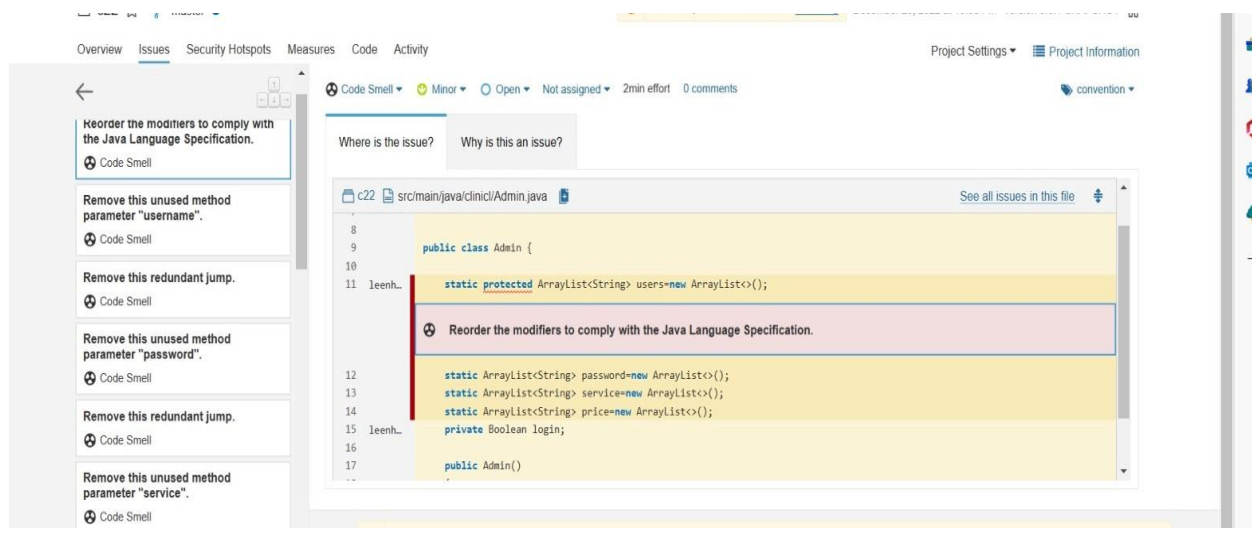 Overview Issues Security Hotspots Measures Code Activity Project Settings Project Information
Reorder the modifiers to comply with
the Java Language Specification.
Code Smell
Remove this unused method
parameter "username".
Code Smell
Remove this redundant jump.
Code Smell
Remove this unused method
parameter "password".
Code Smell
Remove this redundant jump.
Code Smell
Remove this unused method
parameter "service".
Code Smell
Code Smell Minor Open Not assigned 2min effort 0 comments convention
Where is the issue? Why is this an issue?
c22 src/main/java/clinicl/Admin.java See all issues in this file
8
9 public class Admin {
10
11 leenh… static protected ArrayList<String> users=new ArrayList<>();
Reorder the modifiers to comply with the Java Language Specification.
12 static ArrayList<String> password=new ArrayList<>();
13 static ArrayList<String> service=new ArrayList<>();
14 static ArrayList<String> price=new ArrayList<>();
15 leenh… private Boolean login;
16
17 public Admin()